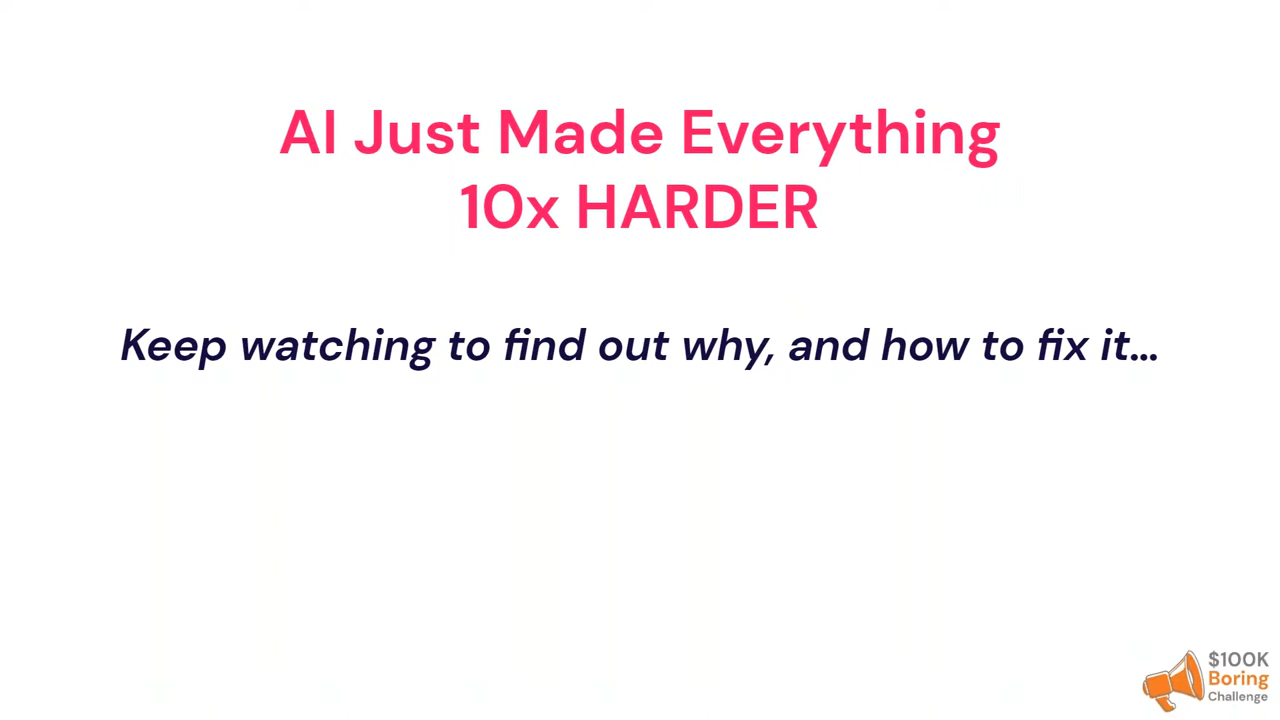 AI Just Made Everything
10x HARDER
Keep watching to find out why, and how to fix it...
$100K
Boring
Challenge